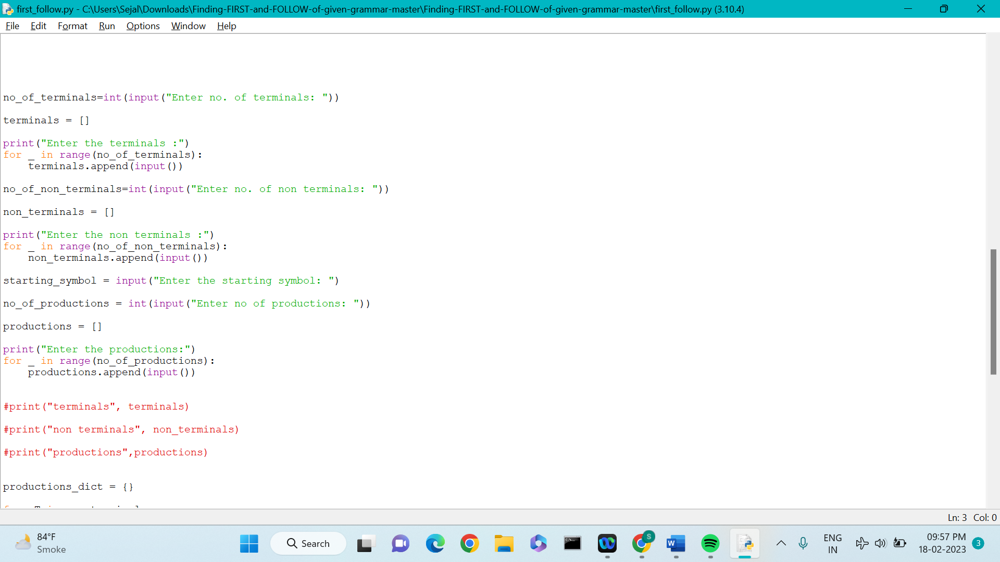 first_follow.py - C:\Users\Sejal\Downloads\Finding-FIRST-and-FOLLOW-of-given-grammar-master\Finding-FIRST-and-FOLLOW-of-given-grammar-master\first_follow.py (3.10.4)
File Edit Format Run Options Window Help
no_of_terminals=int(input("Enter no. of terminals: "))
terminals = []
print("Enter the terminals :")
for _ in range(no_of_terminals):
    terminals.append(input())
no_of_non_terminals=int(input("Enter no. of non terminals: "))
non_terminals = []
print("Enter the non terminals :")
for _ in range(no_of_non_terminals):
    non_terminals.append(input())
starting_symbol = input("Enter the starting symbol: ")
no_of_productions = int(input("Enter no of productions: "))
productions = []
print("Enter the productions:")
for _ in range(no_of_productions):
    productions.append(input())
#print("terminals", terminals)
#print("non terminals", non_terminals)
#print("productions",productions)
productions_dict = {}
Ln: 3 Col: 0
84°F
Smoke
Search
S
W
ENG
IN
09:57 PM
18-02-2023
3